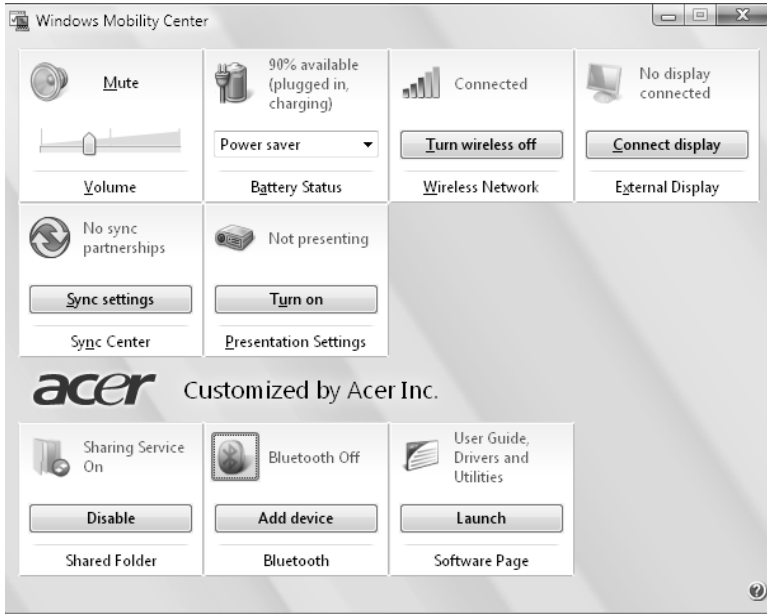 Windows Mobility Center
Mute
Volume
90% available
(plugged in,
charging)
Power saver
Battery Status
Connected
Turn wireless off
Wireless Network
No display
connected
Connect display
External Display
No sync
partnerships
Sync settings
Sync Center
Not presenting
Turn on
Presentation Settings
acer Customized by Acer Inc.
Sharing Service
On
Disable
Shared Folder
Bluetooth Off
Add device
Bluetooth
User Guide,
Drivers and
Utilities
Launch
Software Page